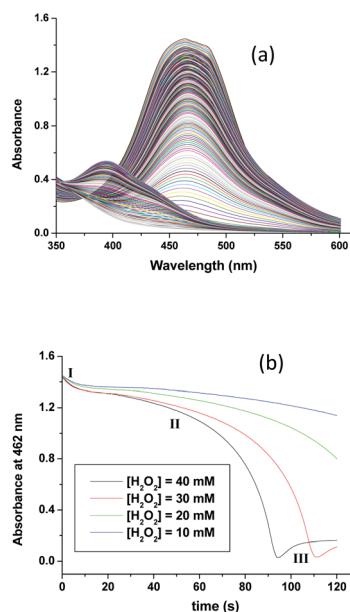 (a)
Absorbance
1.6
1.2
0.8
0.4
0.0
350 400 450 500 550 600
Wavelength (nm)
(b)
Absorbance at 462 nm
1.6
1.2
0.8
0.4
0.0
I
II
III
[H₂O₂] = 40 mM
[H₂O₂] = 30 mM
[H₂O₂] = 20 mM
[H₂O₂] = 10 mM
0 20 40 60 80 100 120
time (s)